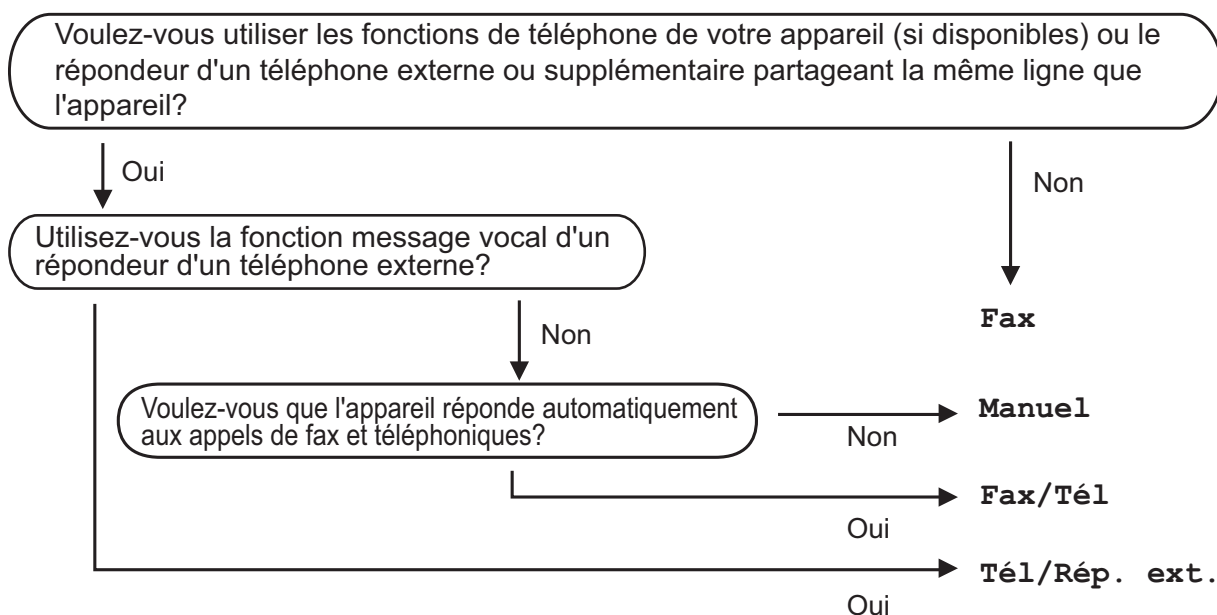 Voulez-vous utiliser les fonctions de téléphone de votre appareil (si disponibles) ou le
répondeur d'un téléphone externe ou supplémentaire partageant la même ligne que
l'appareil?
Oui
Non
Utilisez-vous la fonction message vocal d'un
répondeur d'un téléphone externe?
Non
Fax
Voulez-vous que l'appareil réponde automatiquement
aux appels de fax et téléphoniques?
Non
Manuel
Oui
Fax/Tél
Oui
Tél/Rép. ext.